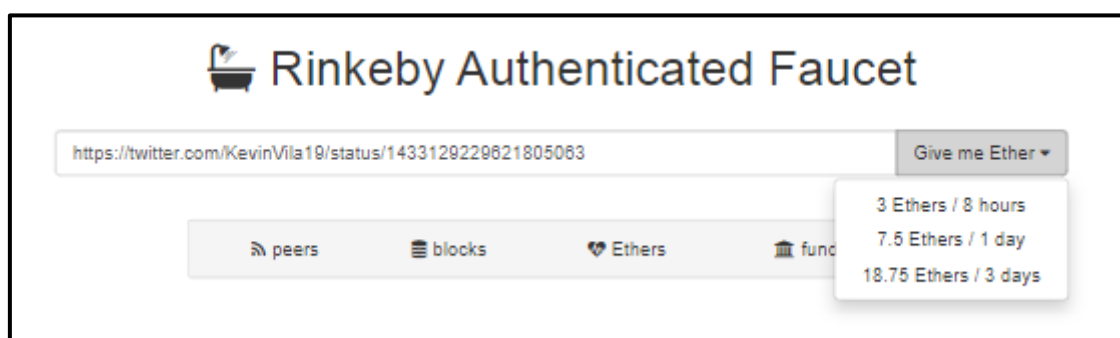 Rinkeby Authenticated Faucet
https://twitter.com/KevinVila19/status/1433129229621805063
Give me Ether
3 Ethers / 8 hours
7.5 Ethers / 1 day
18.75 Ethers / 3 days
peers blocks Ethers fund